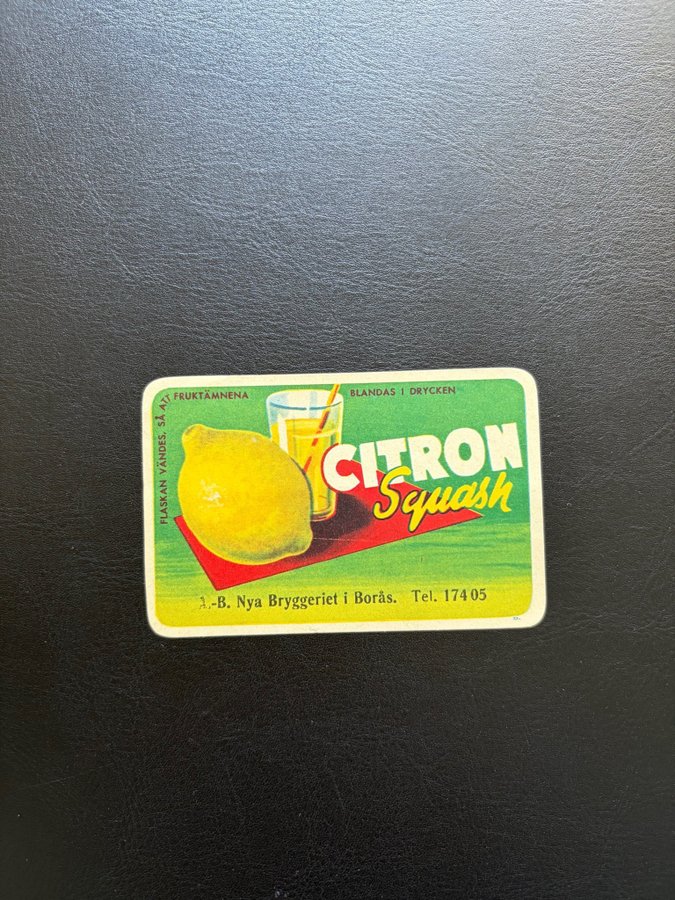 FLASKAN VÄNDES, SÅ ATT FRUKTÄMNENA BLANDAS I DRYCKEN
CITRON
Squash
A.-B. Nya Bryggeriet i Borås. Tel. 174 05